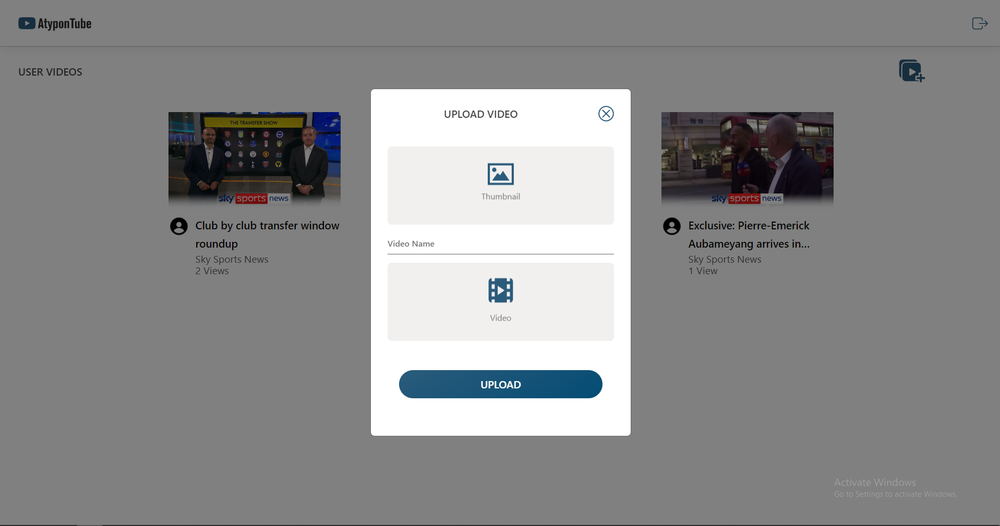 AtyponTube
USER VIDEOS
UPLOAD VIDEO
Thumbnail
Video Name
Video
UPLOAD
THE TRANSFER SHOW
sky sports news
Club by club transfer window
roundup
Sky Sports News
2 Views
sky sports news
Exclusive: Pierre-Emerick
Aubameyang arrives in...
Sky Sports News
1 View
Activate Windows
Go to Settings to activate Windows.